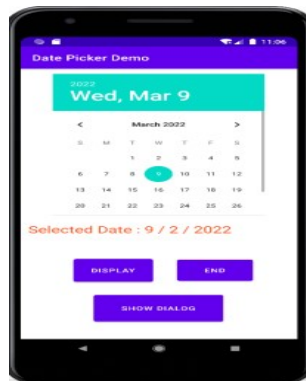 11:06
Date Picker Demo
2022
Wed, Mar 9
< March 2022 >
S M T W T F S
1 2 3 4 5
6 7 8 9 10 11 12
13 14 15 16 17 18 19
20 21 22 23 24 25 26
Selected Date : 9 / 2 / 2022
DISPLAY END
SHOW DIALOG